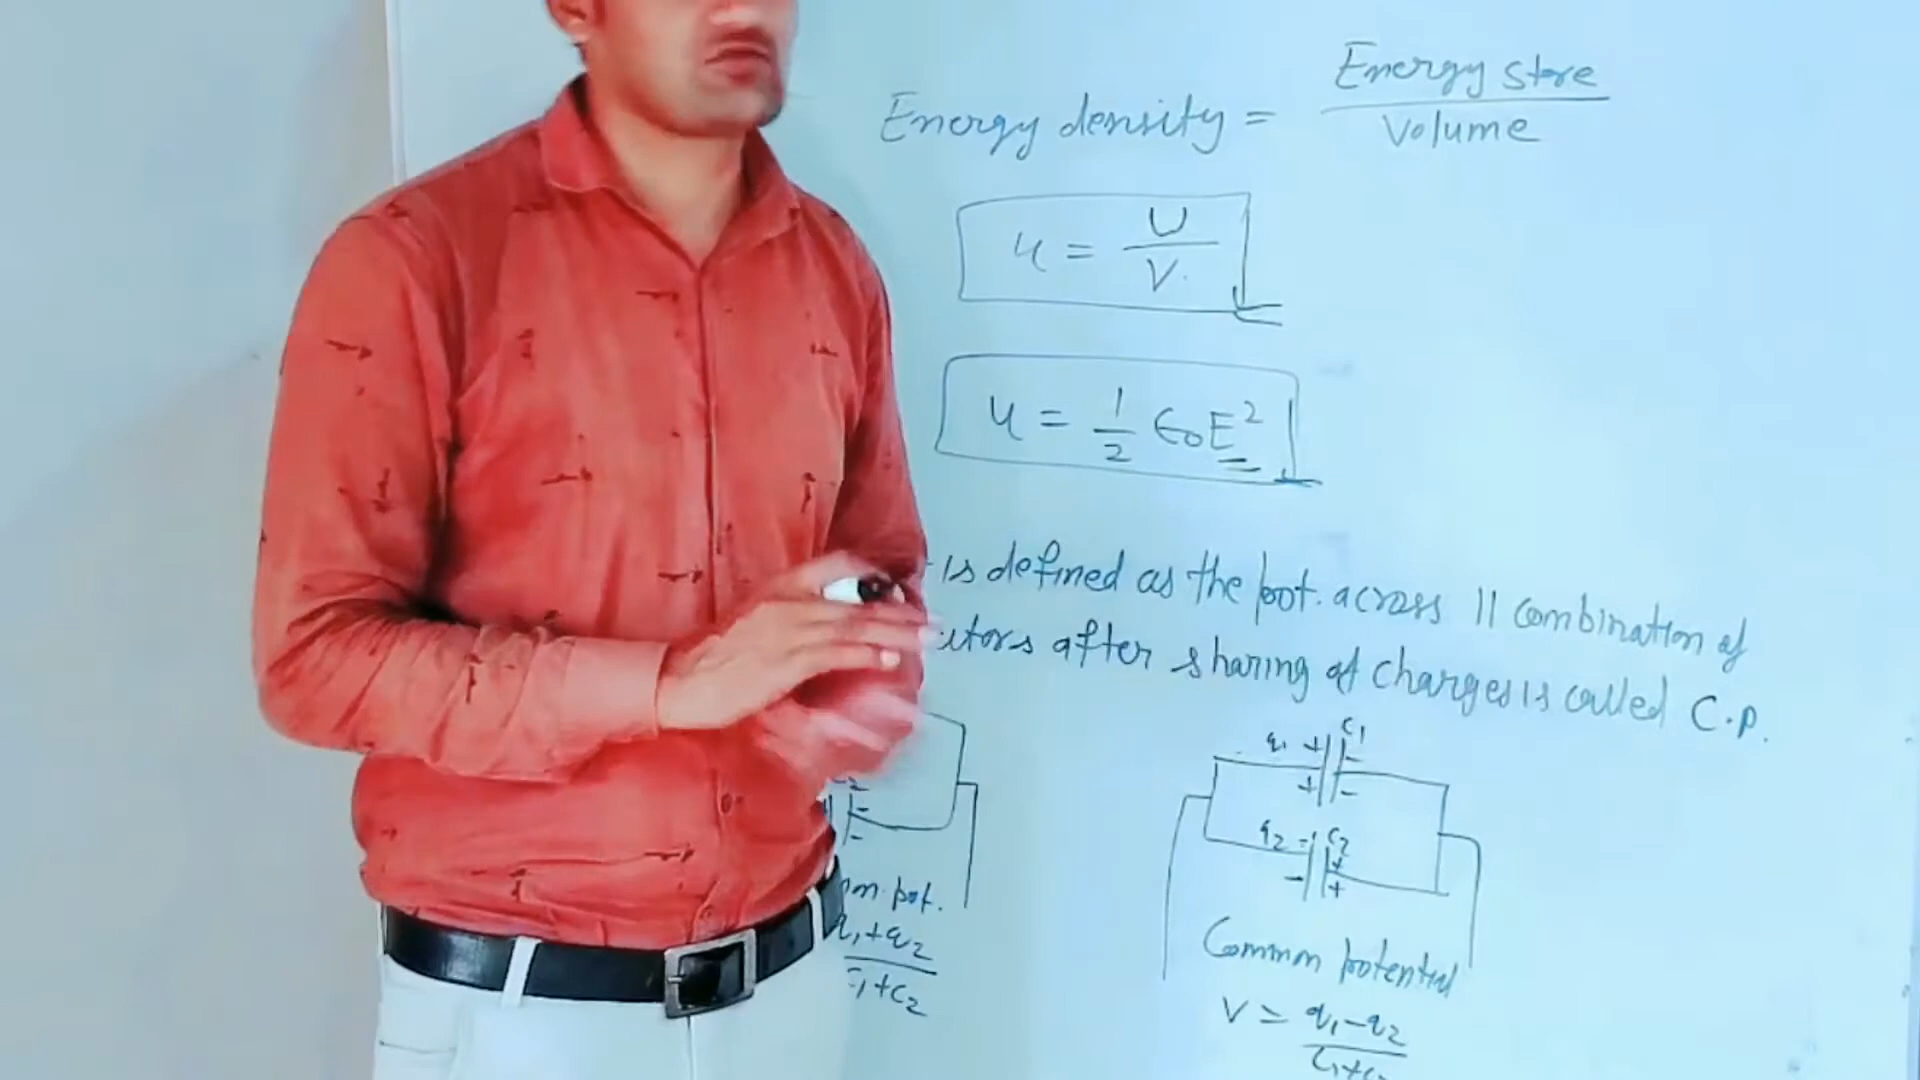 Energy density = Energy store / Volume
u = U / V
u = 1/2 ϵ0E²
is defined as the pot. across || combination of
utors after sharing of charges is called C.P.
q1 + C1 -
+ -
q2 - C2 +
- +
-
-
pot.
Common potential
q1+q2 / C1+C2
V = q1-q2